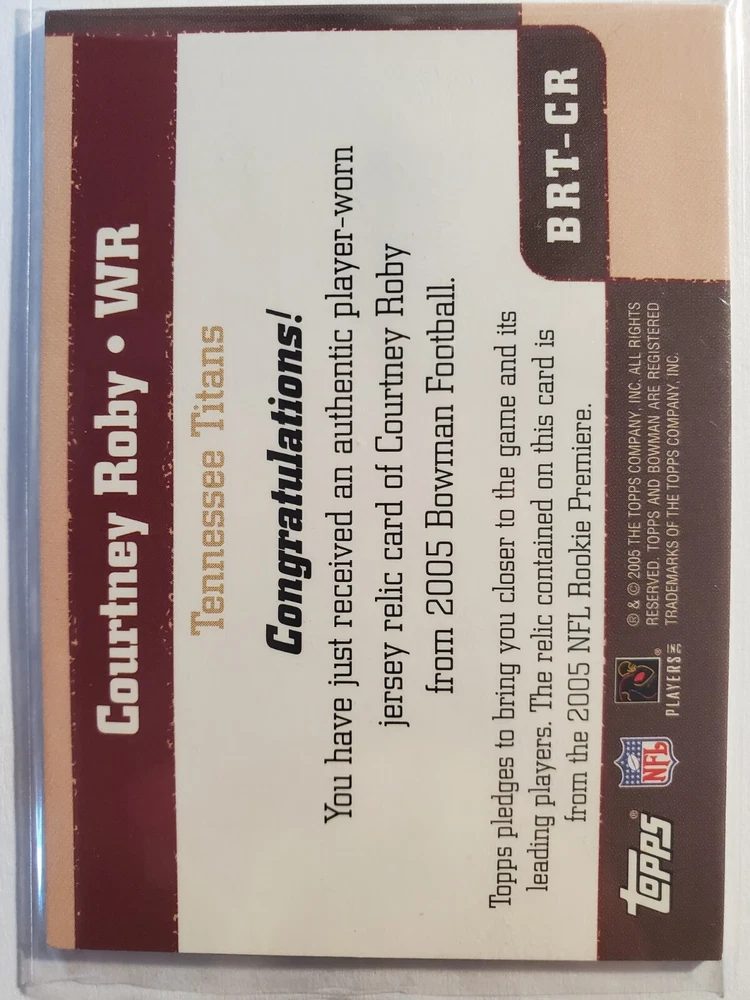 Courtney Roby • WR
Tennessee Titans
Congratulations!
You have just received an authentic player-worn
jersey relic card of Courtney Roby
from 2005 Bowman Football.
Topps pledges to bring you closer to the game and its
leading players. The relic contained on this card is
from the 2005 NFL Rookie Premiere.
BRT-CR
topps®
NFL
PLAYERS INC
® & © 2005 THE TOPPS COMPANY, INC. ALL RIGHTS
RESERVED. TOPPS AND BOWMAN ARE REGISTERED
TRADEMARKS OF THE TOPPS COMPANY, INC.